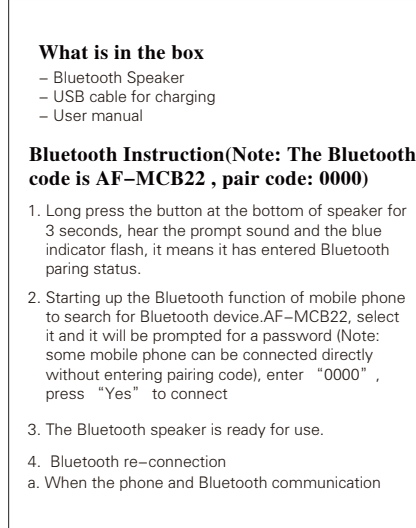 What is in the box
– Bluetooth Speaker
– USB cable for charging
– User manual
Bluetooth Instruction(Note: The Bluetooth
code is AF–MCB22 , pair code: 0000)
1. Long press the button at the bottom of speaker for
3 seconds, hear the prompt sound and the blue
indicator flash, it means it has entered Bluetooth
paring status.
2. Starting up the Bluetooth function of mobile phone
to search for Bluetooth device.AF–MCB22, select
it and it will be prompted for a password (Note:
some mobile phone can be connected directly
without entering pairing code), enter “0000” ,
press “Yes” to connect
3. The Bluetooth speaker is ready for use.
4. Bluetooth re–connection
a. When the phone and Bluetooth communication